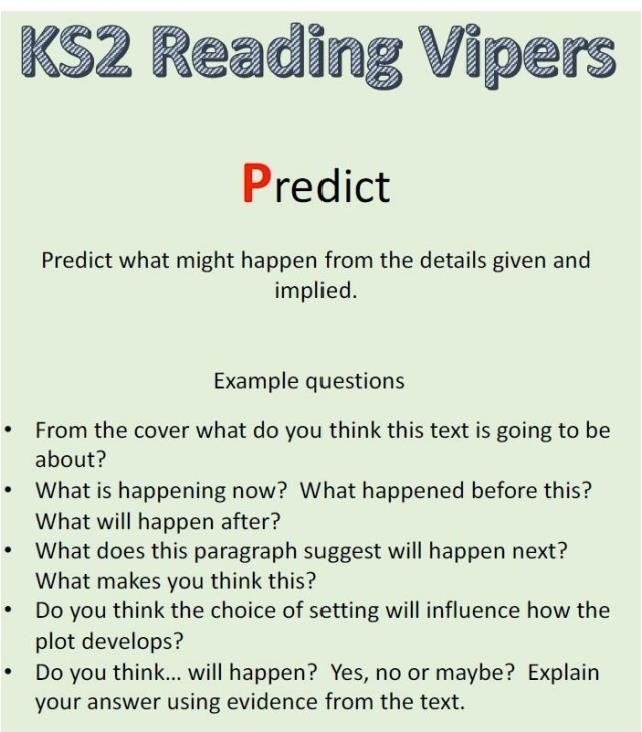 KS2 Reading Vipers
Predict
Predict what might happen from the details given and
implied.
Example questions
• From the cover what do you think this text is going to be
about?
• What is happening now? What happened before this?
What will happen after?
• What does this paragraph suggest will happen next?
What makes you think this?
• Do you think the choice of setting will influence how the
plot develops?
• Do you think... will happen? Yes, no or maybe? Explain
your answer using evidence from the text.